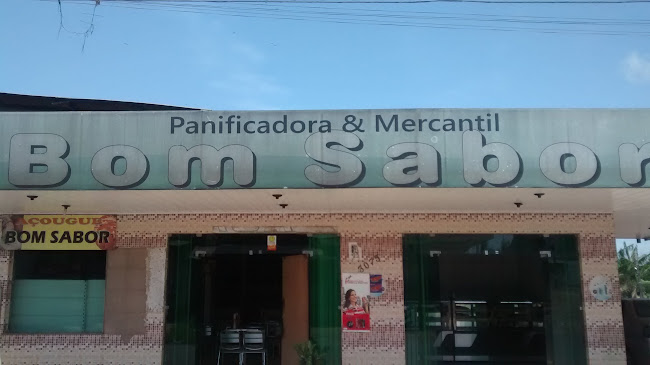 Panificadora & Mercantil
Bom Sabor
AÇOUGUE
BOM SABOR